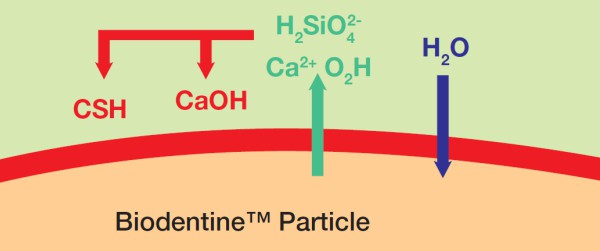 H₂SiO₄²⁻
Ca²⁺ O₂H
H₂O
CSH
CaOH
Biodentine™ Particle